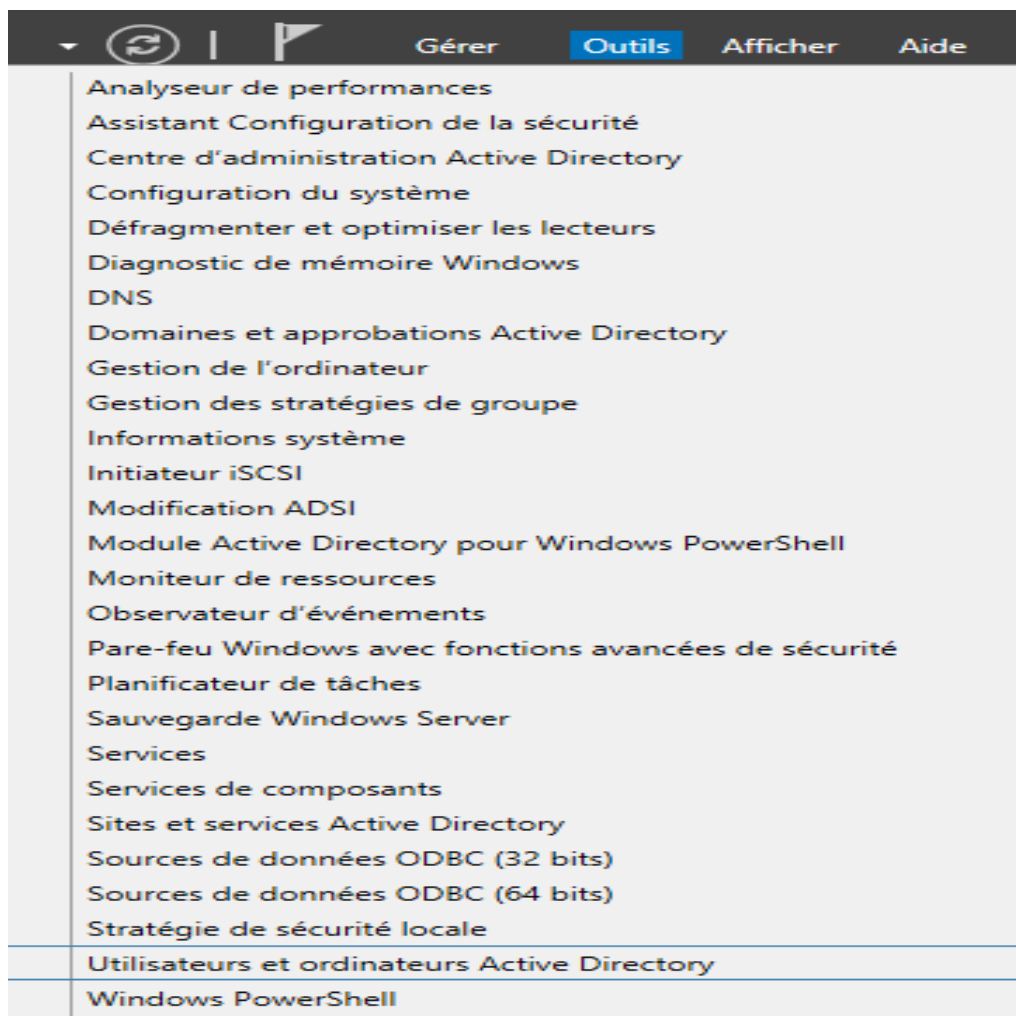 Gérer Outils Afficher Aide
Analyseur de performances
Assistant Configuration de la sécurité
Centre d'administration Active Directory
Configuration du système
Défragmenter et optimiser les lecteurs
Diagnostic de mémoire Windows
DNS
Domaines et approbations Active Directory
Gestion de l'ordinateur
Gestion des stratégies de groupe
Informations système
Initiateur iSCSI
Modification ADSI
Module Active Directory pour Windows PowerShell
Moniteur de ressources
Observateur d'événements
Pare-feu Windows avec fonctions avancées de sécurité
Planificateur de tâches
Sauvegarde Windows Server
Services
Services de composants
Sites et services Active Directory
Sources de données ODBC (32 bits)
Sources de données ODBC (64 bits)
Stratégie de sécurité locale
Utilisateurs et ordinateurs Active Directory
Windows PowerShell